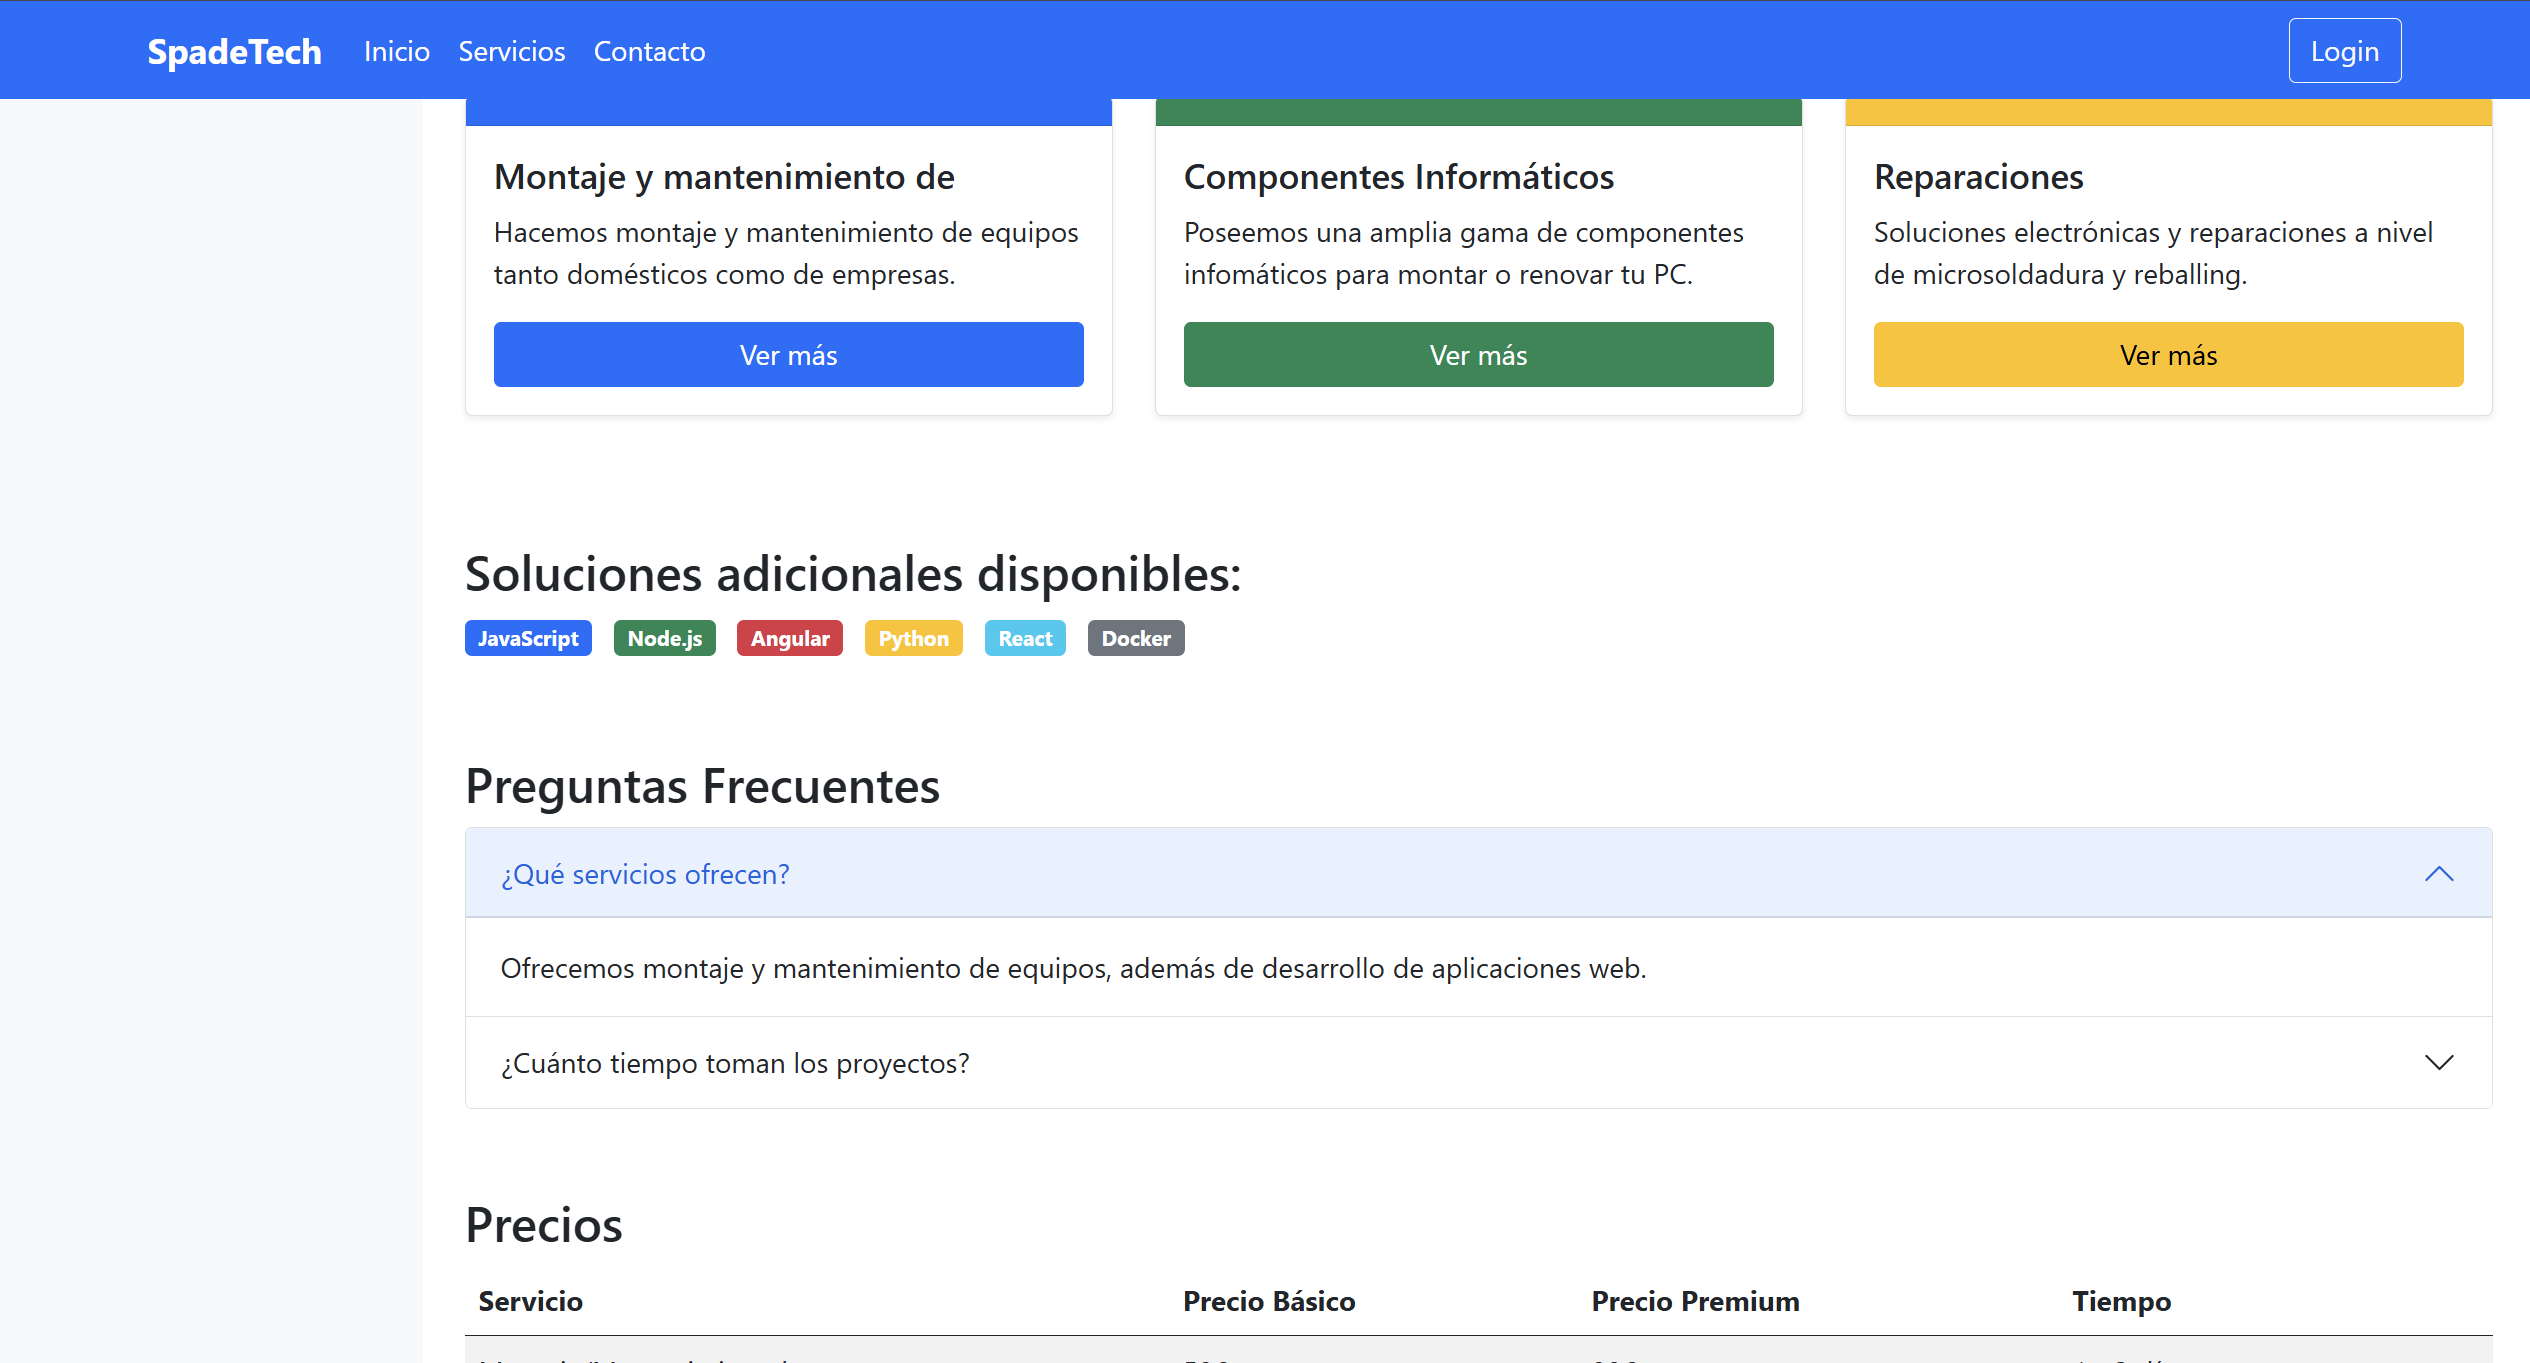 SpadeTech Inicio Servicios Contacto Login
Montaje y mantenimiento de
Hacemos montaje y mantenimiento de equipos
tanto domésticos como de empresas.
Ver más
Componentes Informáticos
Poseemos una amplia gama de componentes
infomáticos para montar o renovar tu PC.
Ver más
Reparaciones
Soluciones electrónicas y reparaciones a nivel
de microsoldadura y reballing.
Ver más
Soluciones adicionales disponibles:
JavaScript Node.js Angular Python React Docker
Preguntas Frecuentes
¿Qué servicios ofrecen?
Ofrecemos montaje y mantenimiento de equipos, además de desarrollo de aplicaciones web.
¿Cuánto tiempo toman los proyectos?
Precios
Servicio Precio Básico Precio Premium Tiempo